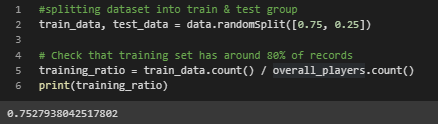 1 #splitting dataset into train & test group
2 train_data, test_data = data.randomSplit([0.75, 0.25])
3
4 # Check that training set has around 80% of records
5 training_ratio = train_data.count() / overall_players.count()
6 print(training_ratio)
0.7527938042517802